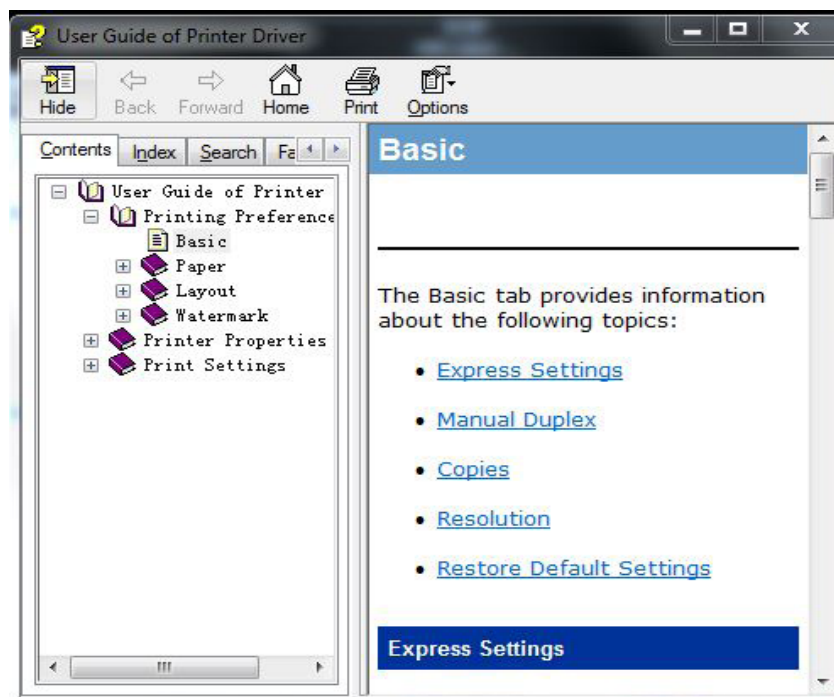 User Guide of Printer Driver
Hide Back Forward Home Print Options
Contents Index Search Fa
User Guide of Printer
Printing Preference
Basic
Paper
Layout
Watermark
Printer Properties
Print Settings
Basic
The Basic tab provides information
about the following topics:
Express Settings
Manual Duplex
Copies
Resolution
Restore Default Settings
Express Settings